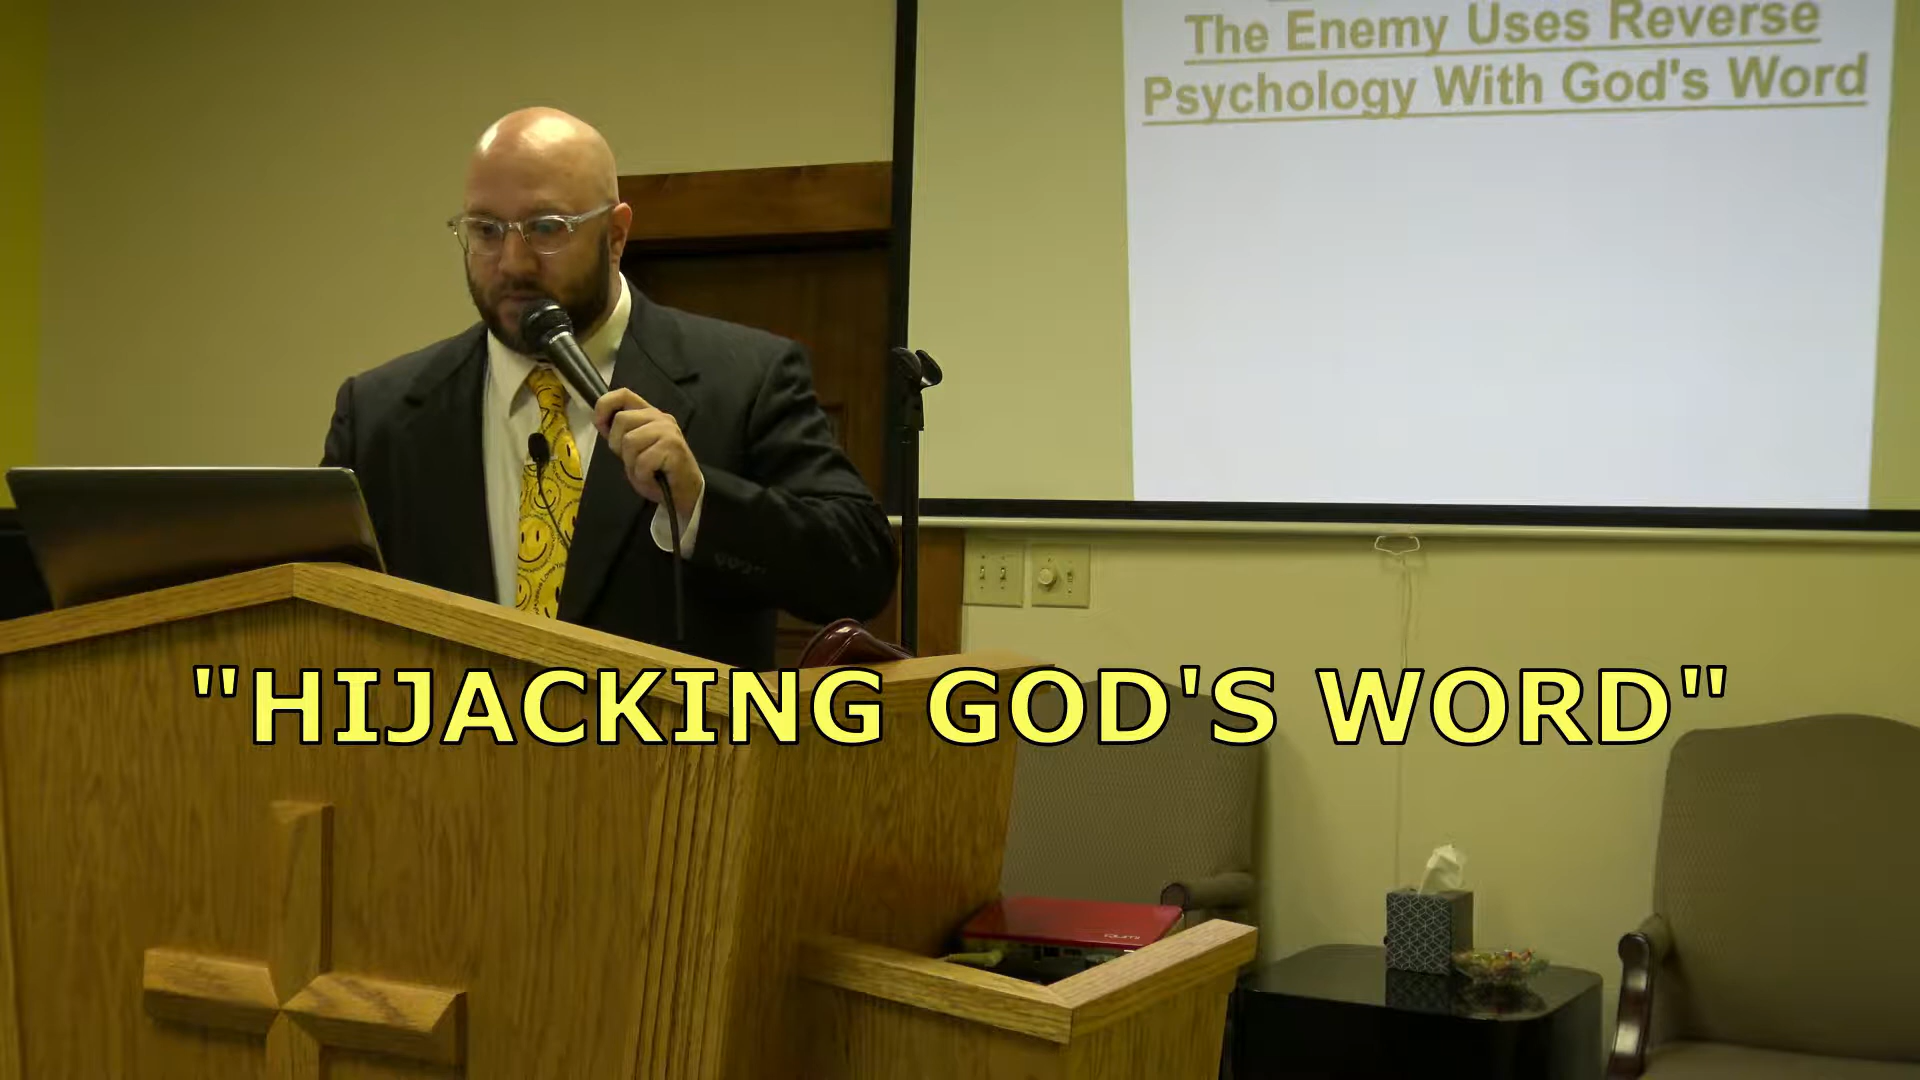 The Enemy Uses Reverse
Psychology With God's Word
"HIJACKING GOD'S WORD"